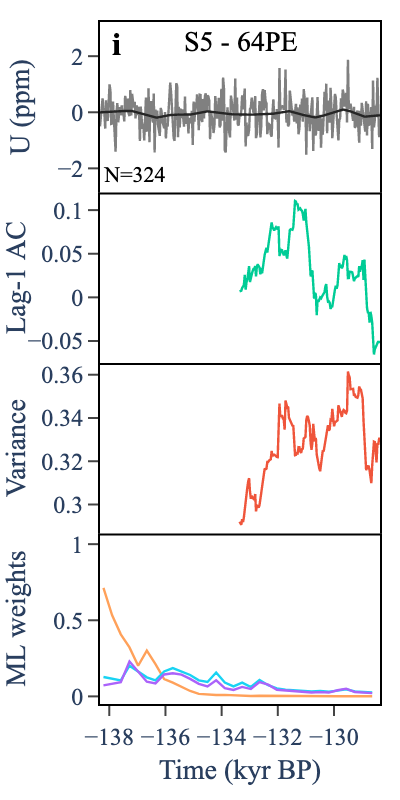 i S5 - 64PE
U (ppm)
2
0
−2
N=324
Lag-1 AC
0.1
0.05
0
−0.05
Variance
0.36
0.34
0.32
0.3
ML weights
1
0.5
0
−138 −136 −134 −132 −130
Time (kyr BP)